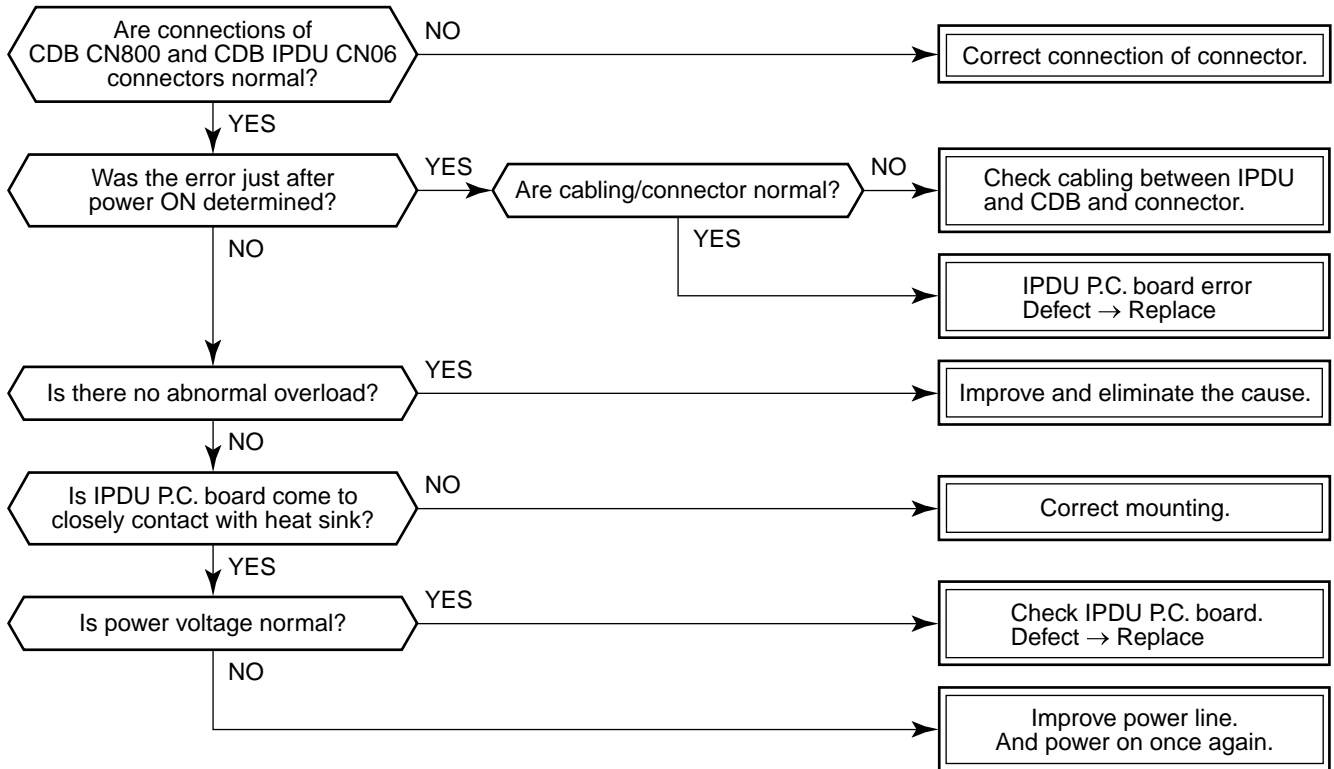 Are connections of
CDB CN800 and CDB IPDU CN06
connectors normal?
NO
Correct connection of connector.
YES
Was the error just after
power ON determined?
YES
Are cabling/connector normal?
NO
Check cabling between IPDU
and CDB and connector.
NO
YES
IPDU P.C. board error
Defect → Replace
Is there no abnormal overload?
YES
Improve and eliminate the cause.
NO
Is IPDU P.C. board come to
closely contact with heat sink?
NO
Correct mounting.
YES
Is power voltage normal?
YES
Check IPDU P.C. board.
Defect → Replace
NO
Improve power line.
And power on once again.